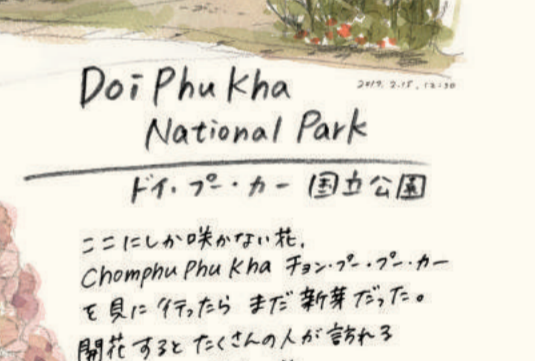 2019. 2.15. 12:30
Doi Phu Kha
National Park
ドイ・プー・カー 国立公園
ここにしか咲かない花、
Chomphu Phu Kha チョン・プー・プー・カー
を見に行ったら まだ新芽だった。
開花すると たくさんの人が訪れる